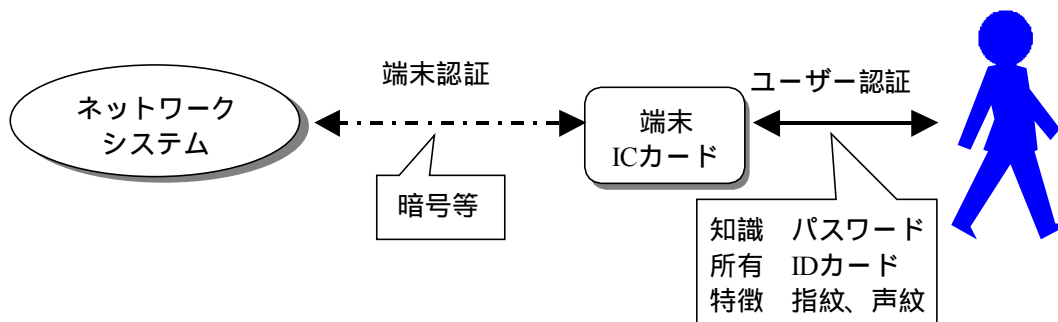 端末認証
ユーザー認証
ネットワーク
システム
端末
ICカード
暗号等
知識 パスワード
所有 IDカード
特徴 指紋、声紋